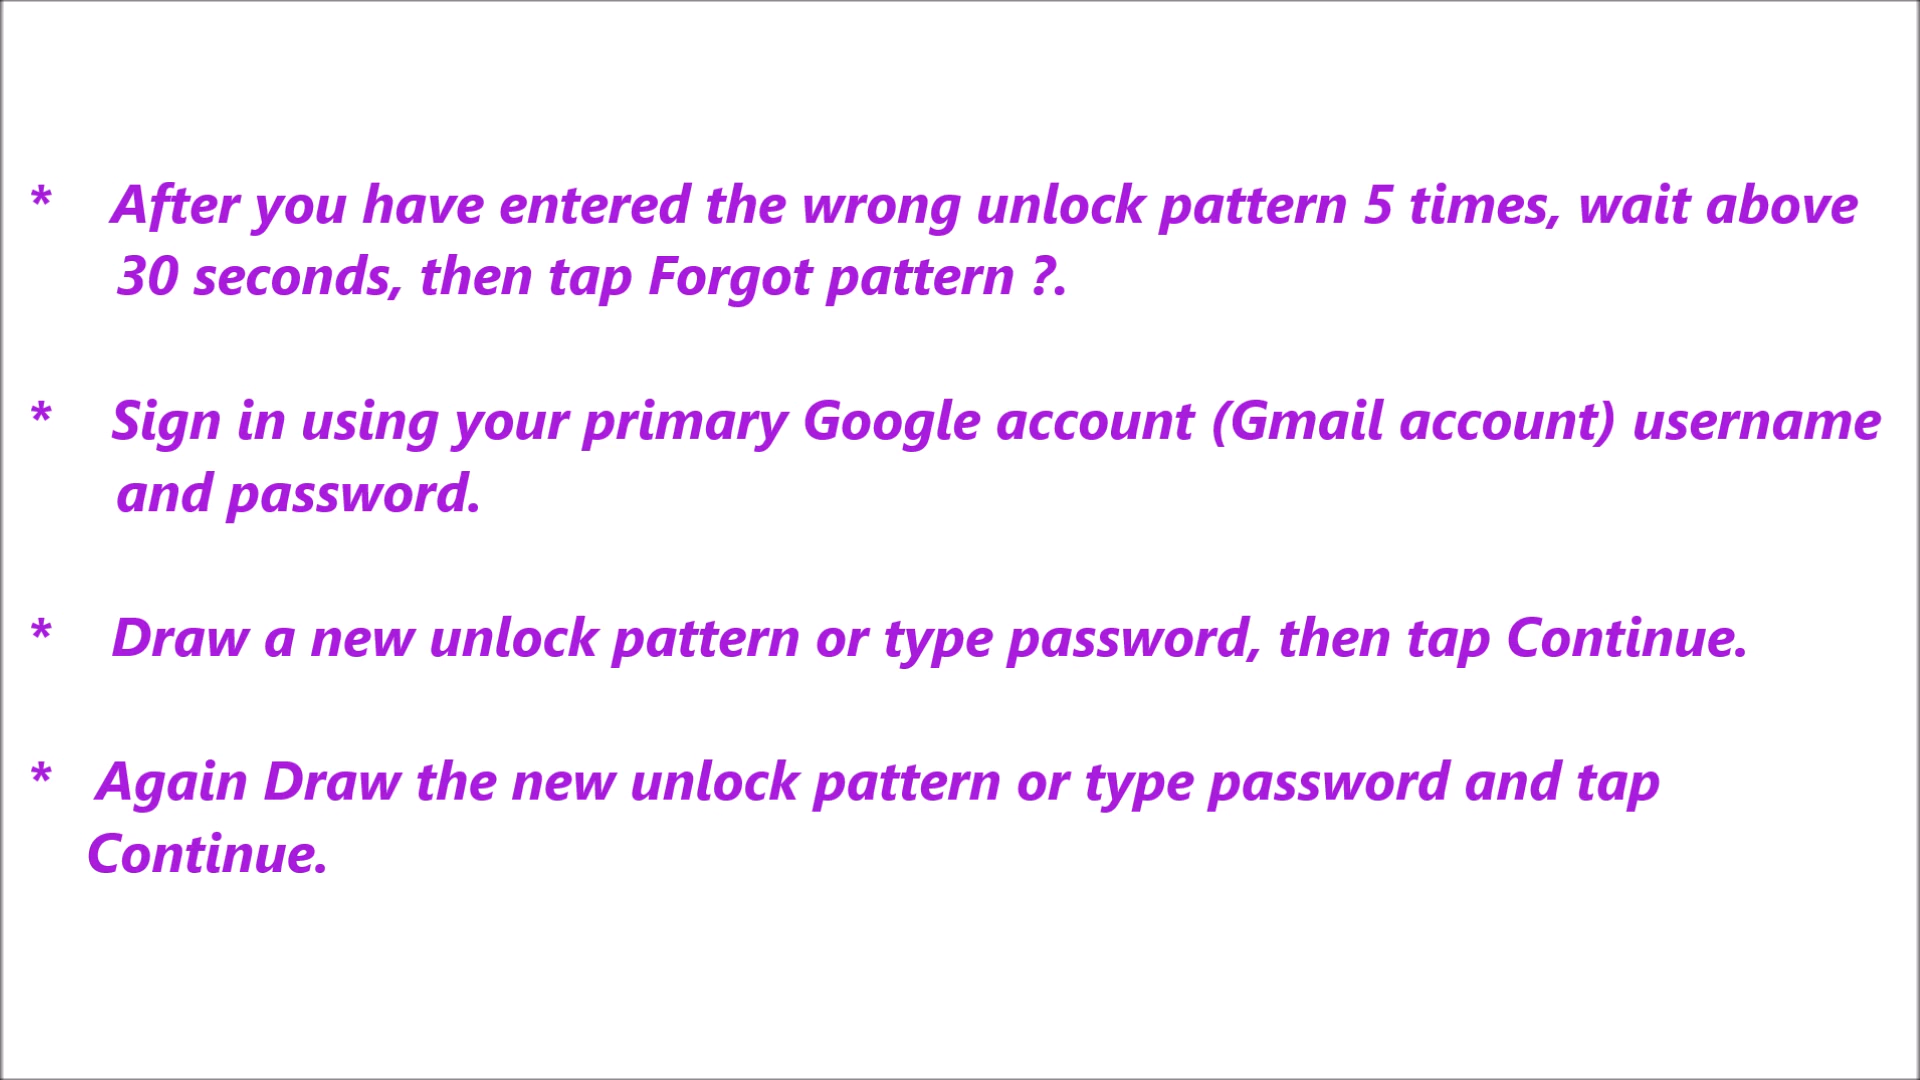 * After you have entered the wrong unlock pattern 5 times, wait above
30 seconds, then tap Forgot pattern ?.
* Sign in using your primary Google account (Gmail account) username
and password.
* Draw a new unlock pattern or type password, then tap Continue.
* Again Draw the new unlock pattern or type password and tap
Continue.